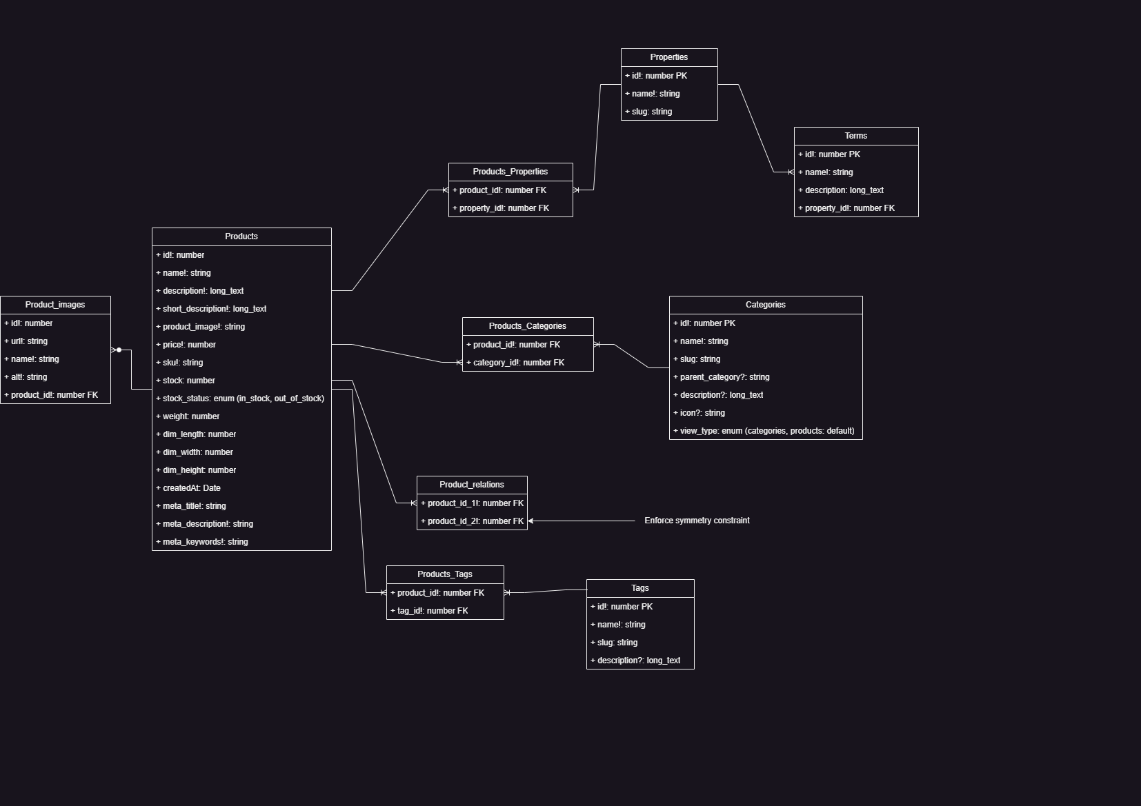 Properties
+ id!: number PK
+ name!: string
+ slug: string
Terms
+ id!: number PK
+ name!: string
+ description: long_text
+ property_id!: number FK
Products_Properties
+ product_id!: number FK
+ property_id!: number FK
Products
+ id!: number
+ name!: string
+ description!: long_text
+ short_description!: long_text
+ product_image!: string
+ price!: number
+ sku!: string
+ stock: number
+ stock_status: enum (in_stock, out_of_stock)
+ weight: number
+ dim_length: number
+ dim_width: number
+ dim_height: number
+ createdAt: Date
+ meta_title!: string
+ meta_description!: string
+ meta_keywords!: string
Product_images
+ id!: number
+ url!: string
+ name!: string
+ alt!: string
+ product_id!: number FK
Products_Categories
+ product_id!: number FK
+ category_id!: number FK
Categories
+ id!: number PK
+ name!: string
+ slug: string
+ parent_category?: string
+ description?: long_text
+ icon?: string
+ view_type: enum (categories, products: default)
Product_relations
+ product_id_1!: number FK
+ product_id_2!: number FK
Enforce symmetry constraint
Products_Tags
+ product_id!: number FK
+ tag_id!: number FK
Tags
+ id!: number PK
+ name!: string
+ slug: string
+ description?: long_text